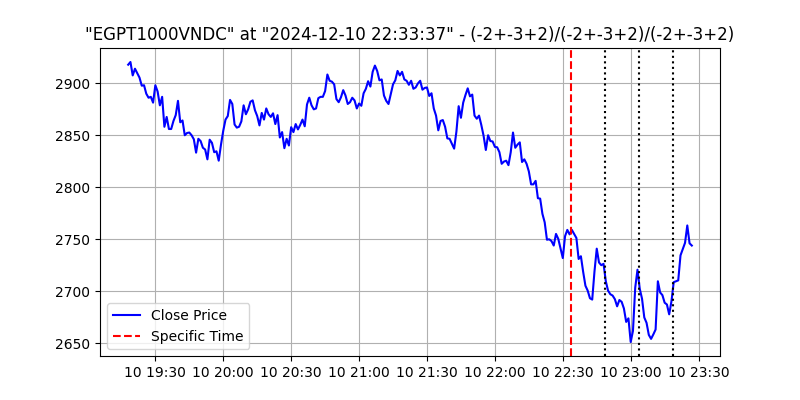 "EGPT1000VNDC" at "2024-12-10 22:33:37" - (-2+-3+2)/(-2+-3+2)/(-2+-3+2)
2900
2850
2800
2750
2700
2650
Close Price
Specific Time
10 19:30 10 20:00 10 20:30 10 21:00 10 21:30 10 22:00 10 22:30 10 23:00 10 23:30